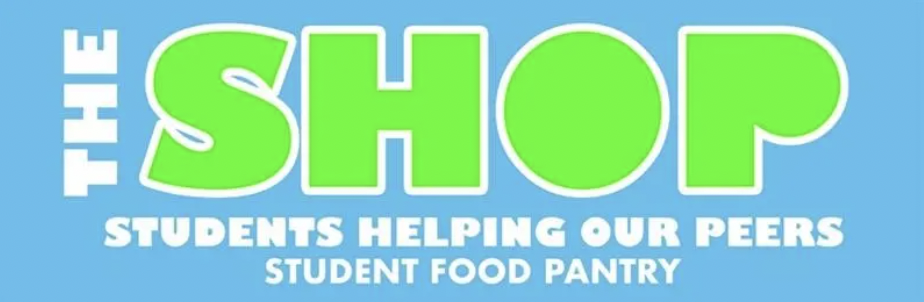 THE SHOP
STUDENTS HELPING OUR PEERS
STUDENT FOOD PANTRY